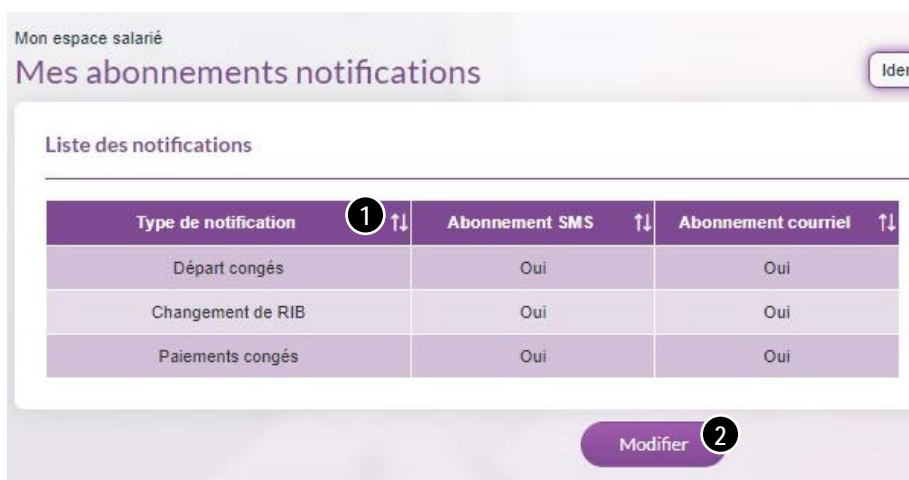 Mon espace salarié
Mes abonnements notifications
Iden
Liste des notifications
Type de notification 1 Abonnement SMS Abonnement courriel
Départ congés Oui Oui
Changement de RIB Oui Oui
Paiements congés Oui Oui
Modifier 2